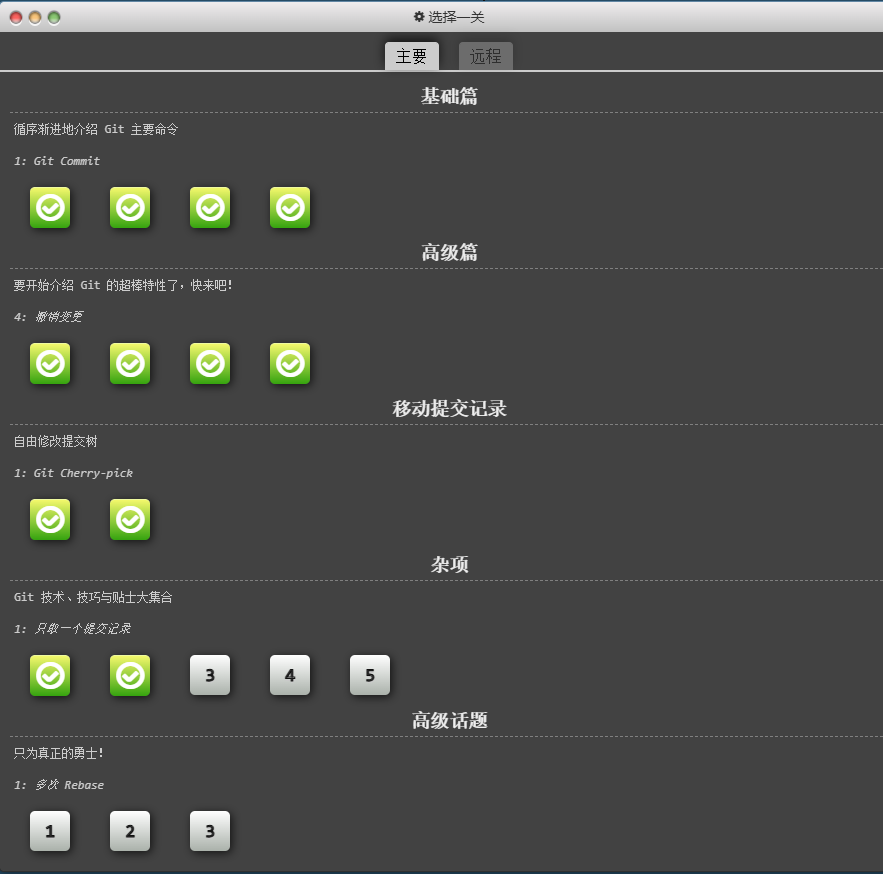 选择一关
主要 远程
基础篇
循序渐进地介绍 Git 主要命令
1: Git Commit
高级篇
要开始介绍 Git 的超棒特性了，快来吧!
4: 撤销变更
移动提交记录
自由修改提交树
1: Git Cherry-pick
杂项
Git 技术、技巧与贴士大集合
1: 只取一个提交记录
3 4 5
高级话题
只为真正的勇士!
1: 多次 Rebase
1 2 3